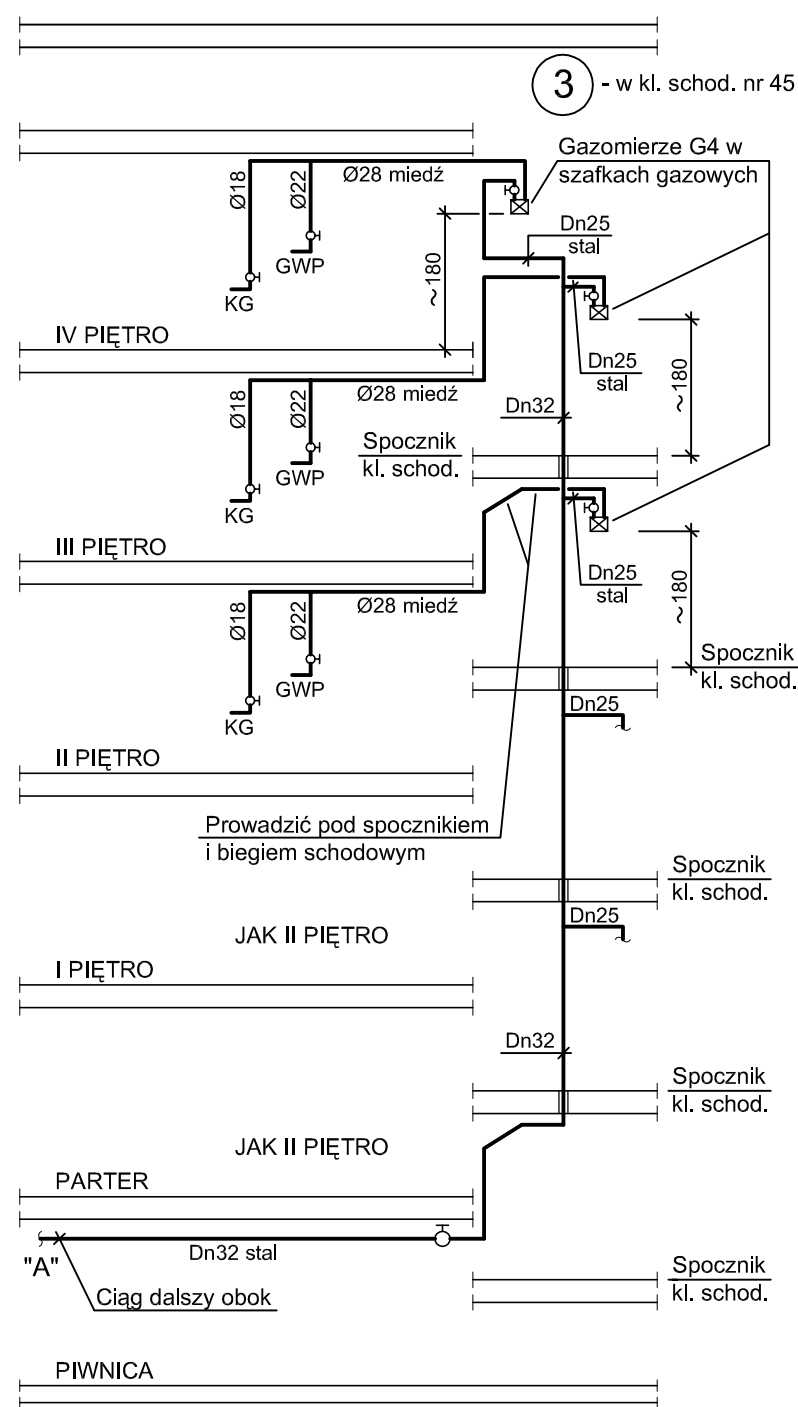 3 - w kl. schod. nr 45
Gazomierze G4 w
szafkach gazowych
Ø18
Ø22
Ø28 miedź
Dn25
stal
GWP
KG
~180
IV PIĘTRO
Dn25
stal
~180
Ø18
Ø22
Ø28 miedź
Dn32
Spocznik
kl. schod.
GWP
KG
III PIĘTRO
Dn25
stal
~180
Ø18
Ø22
Ø28 miedź
Spocznik
kl. schod.
GWP
KG
Dn25
II PIĘTRO
Prowadzić pod spocznikiem
i biegiem schodowym
Spocznik
kl. schod.
Dn25
JAK II PIĘTRO
I PIĘTRO
Dn32
Spocznik
kl. schod.
JAK II PIĘTRO
PARTER
"A"
Dn32 stal
Ciąg dalszy obok
Spocznik
kl. schod.
PIWNICA